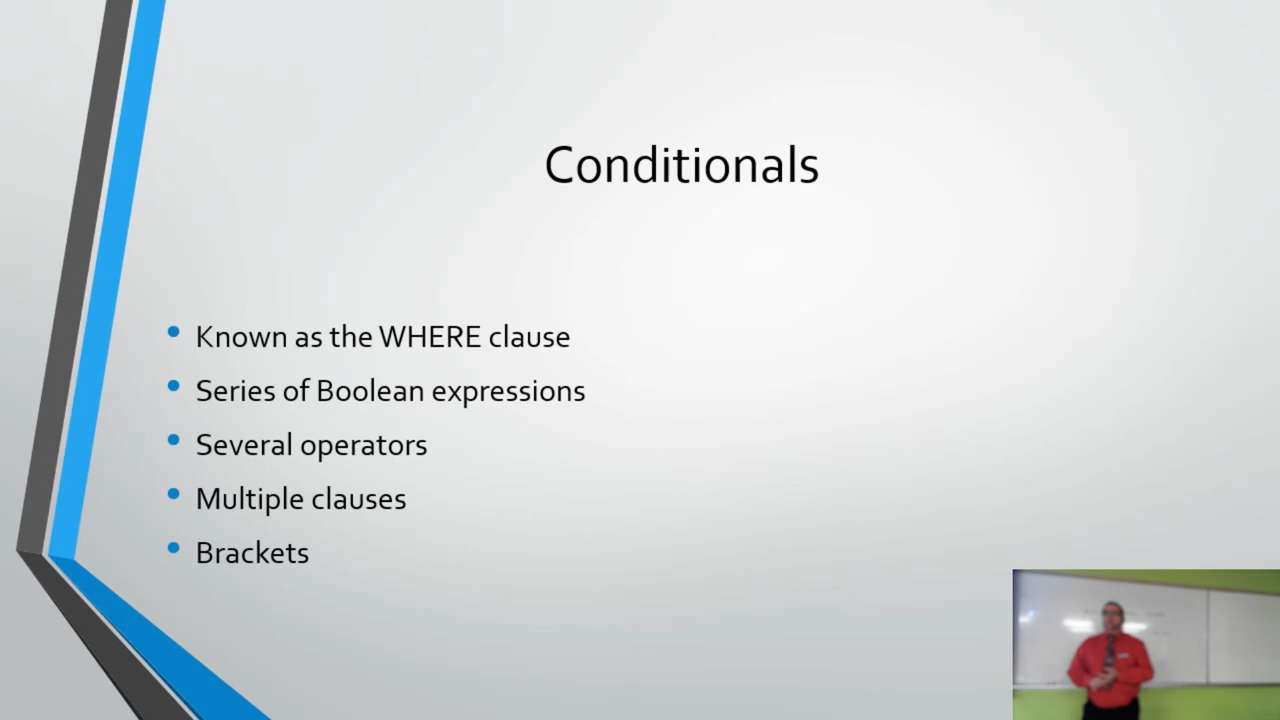 Conditionals
Known as the WHERE clause
Series of Boolean expressions
Several operators
Multiple clauses
Brackets